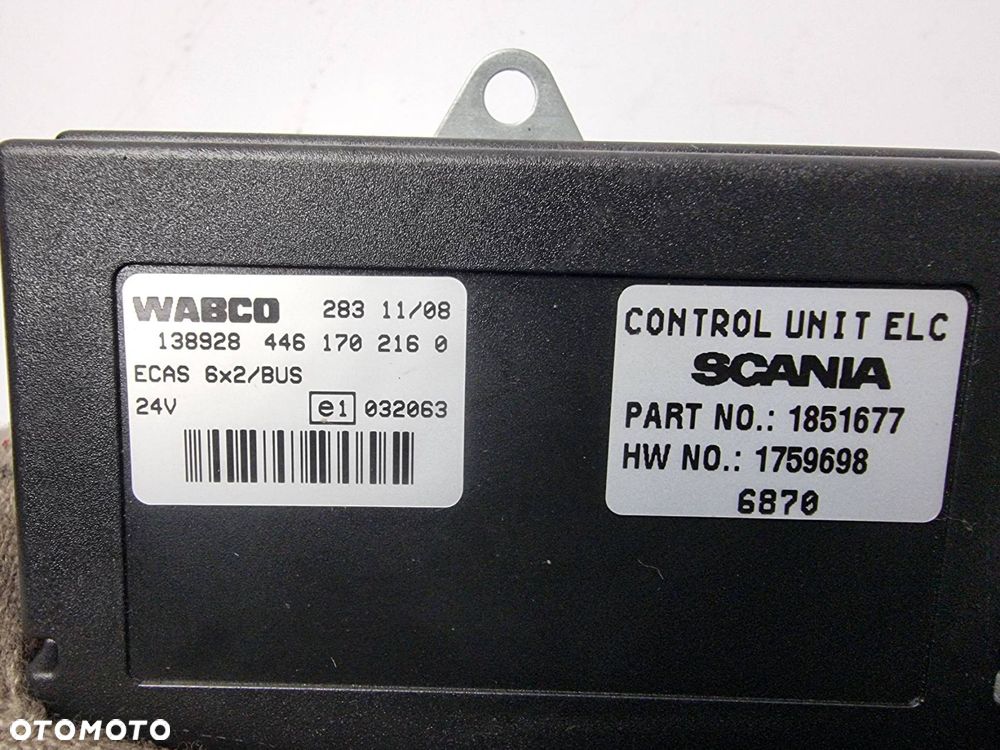 WABCO 283 11/08
138928 446 170 216 0
ECAS 6x2/BUS
24V e1 032063
CONTROL UNIT ELC
SCANIA
PART NO.: 1851677
HW NO.: 1759698
6870
OTOMOTO